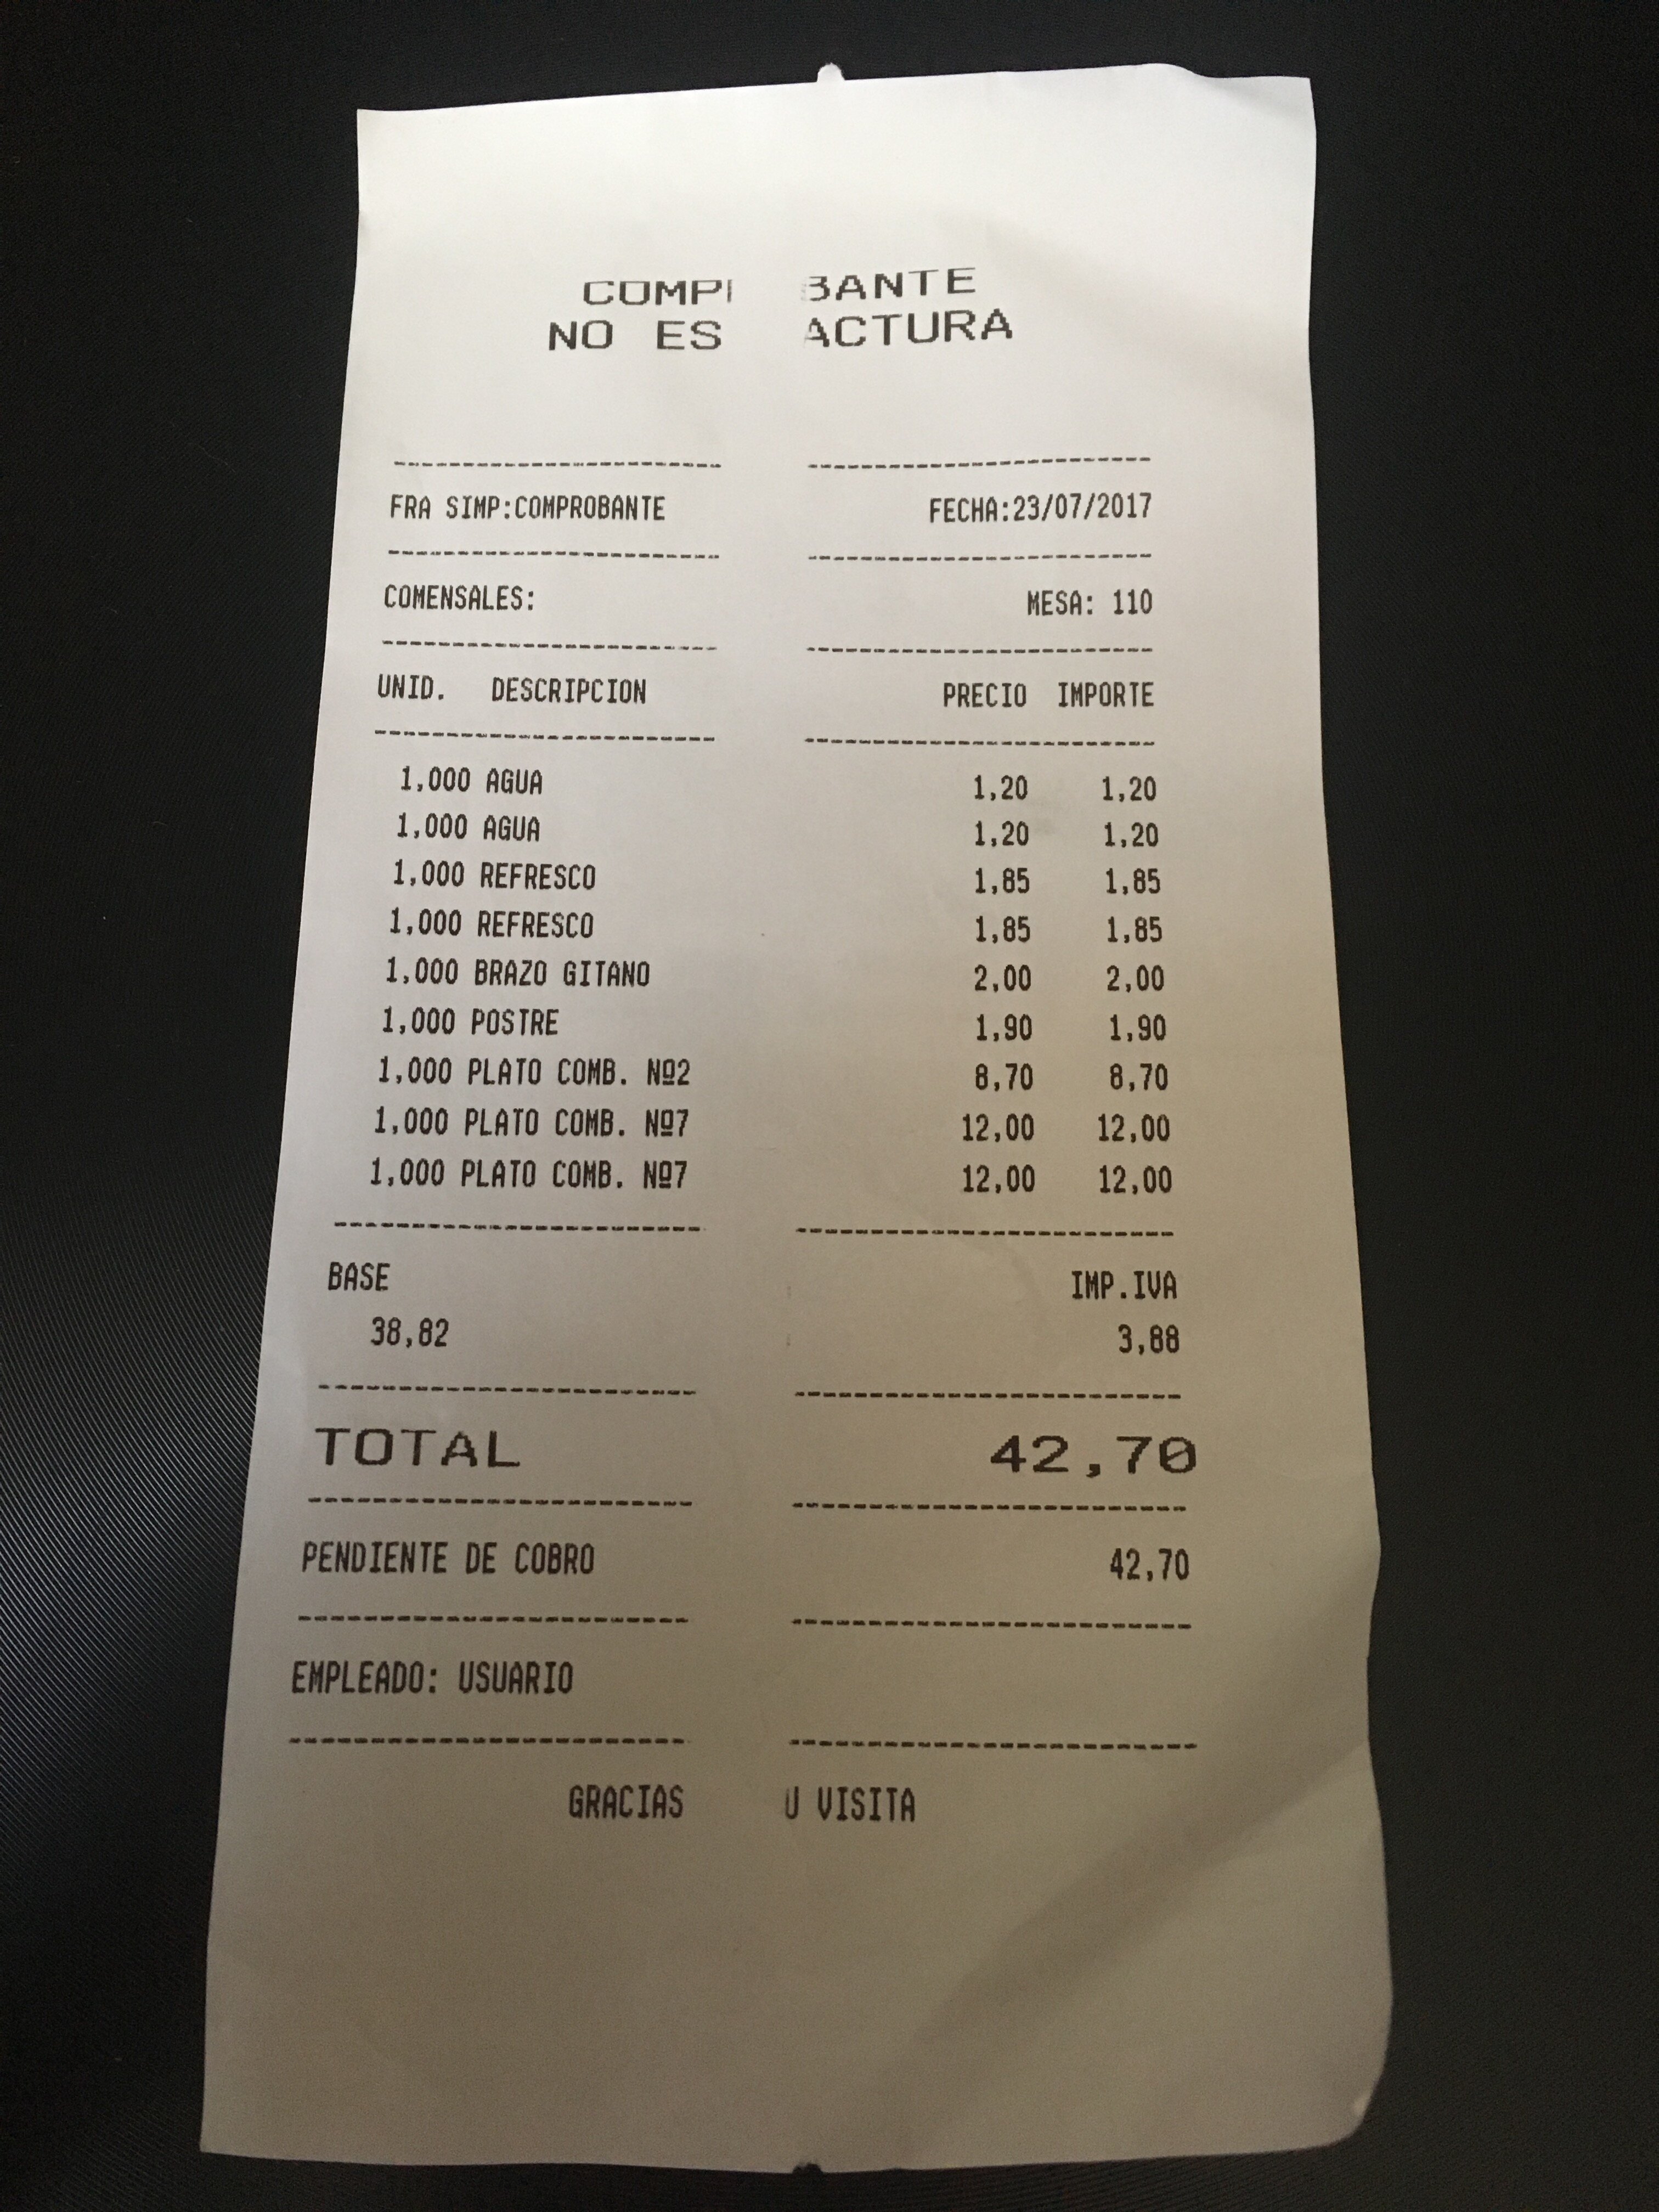 COMP BANTE
NO ES ACTURA
FRA SIMP:COMPROBANTE FECHA:23/07/2017
COMENSALES: MESA: 110
UNID. DESCRIPCION PRECIO IMPORTE
1,000 AGUA 1,20 1,20
1,000 AGUA 1,20 1,20
1,000 REFRESCO 1,85 1,85
1,000 REFRESCO 1,85 1,85
1,000 BRAZO GITANO 2,00 2,00
1,000 POSTRE 1,90 1,90
1,000 PLATO COMB. Nº2 8,70 8,70
1,000 PLATO COMB. Nº7 12,00 12,00
1,000 PLATO COMB. Nº7 12,00 12,00
BASE IMP.IVA
38,82 3,88
TOTAL 42,70
PENDIENTE DE COBRO 42,70
EMPLEADO: USUARIO
GRACIAS U VISITA